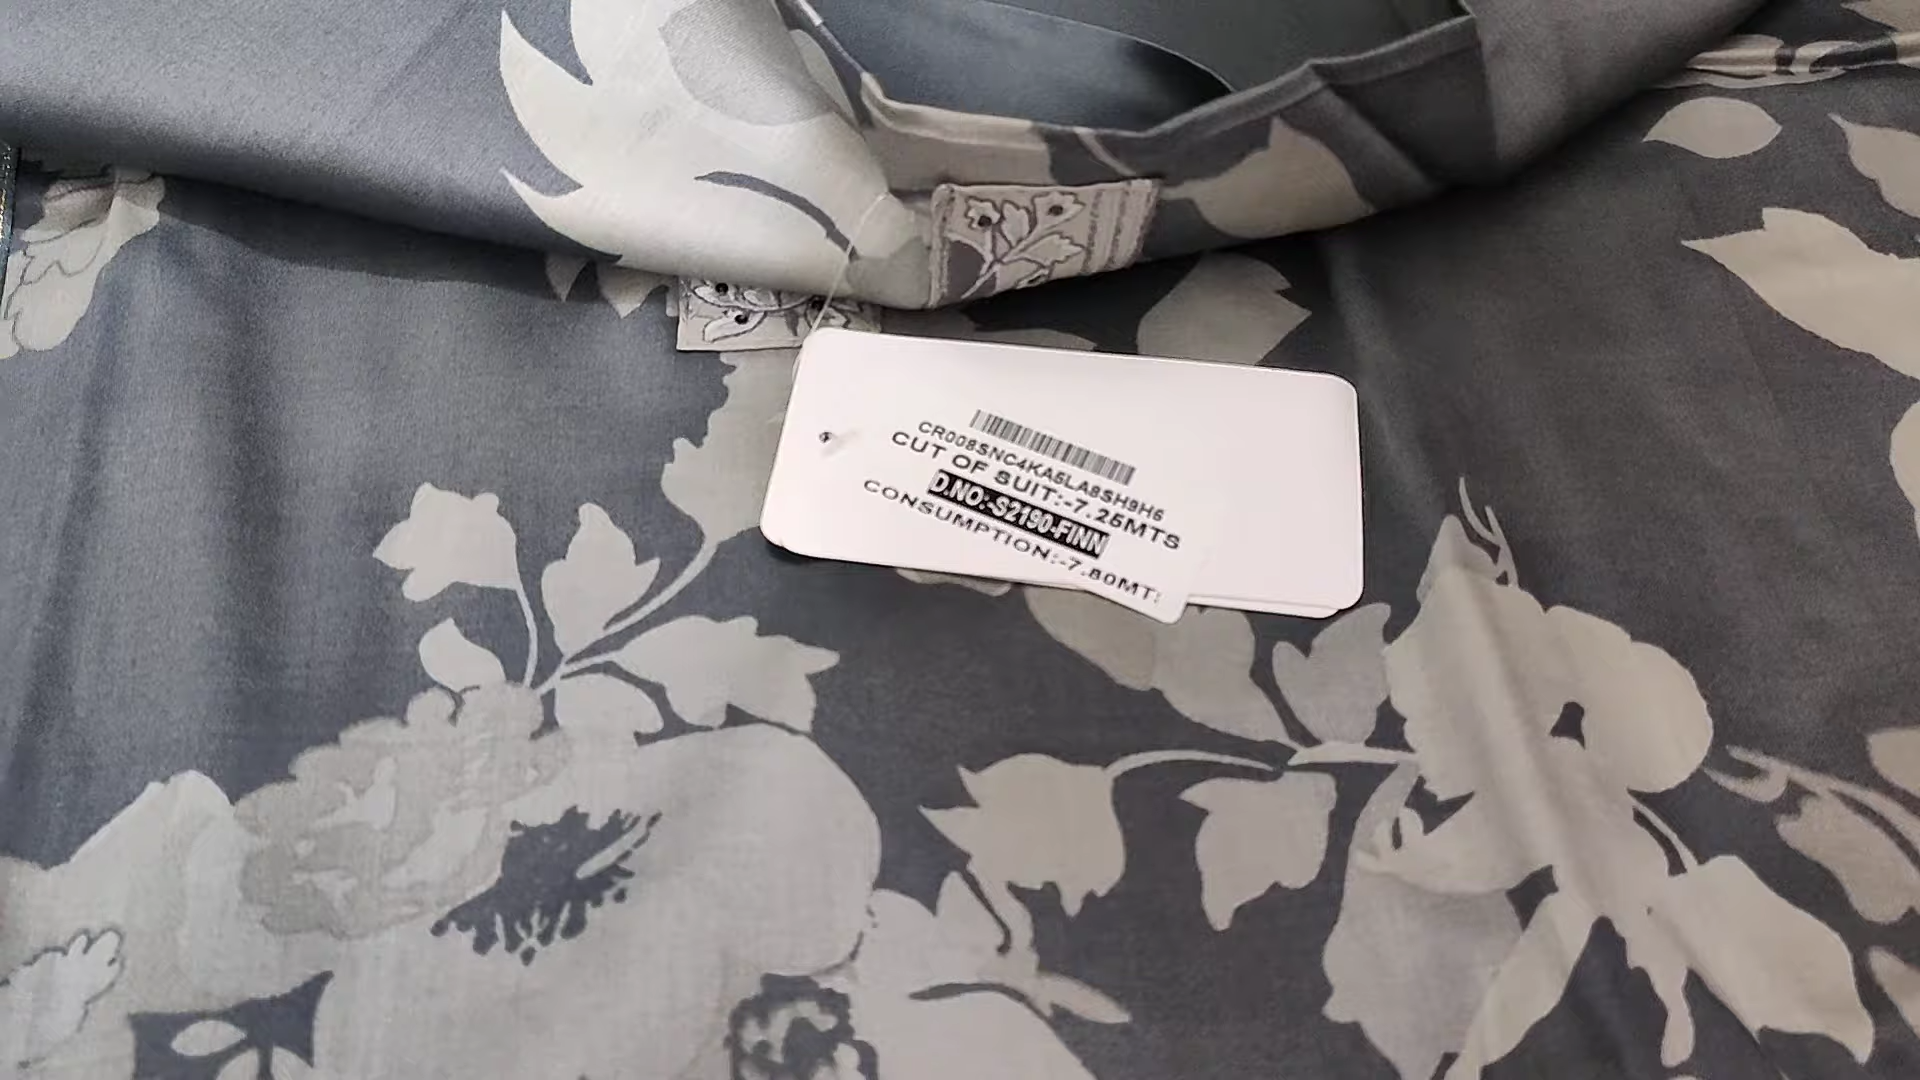 CR008SNC4KA5LA8SH9H6
CUT OF SUIT:-7.25MTS
D.NO:-S2190-FINN
CONSUMPTION:-7.80MT